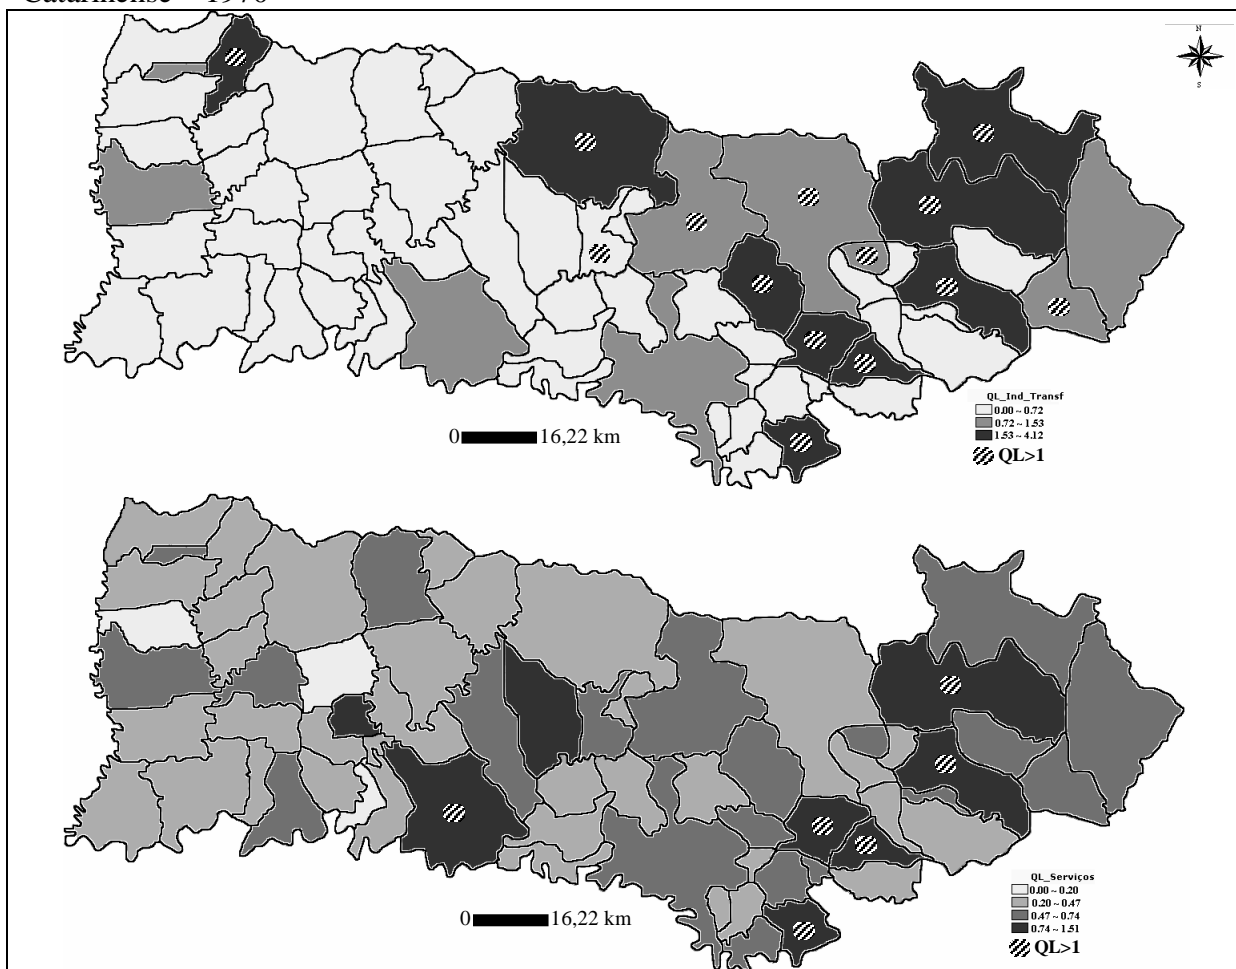 Catarinense – 1970
N
S
QL_Ind_Transf
0.00 ~ 0.72
0.72 ~ 1.53
1.53 ~ 4.12
QL>1
0 16,22 km
QL_Serviços
0.00 ~ 0.20
0.20 ~ 0.47
0.47 ~ 0.74
0.74 ~ 1.51
QL>1
0 16,22 km